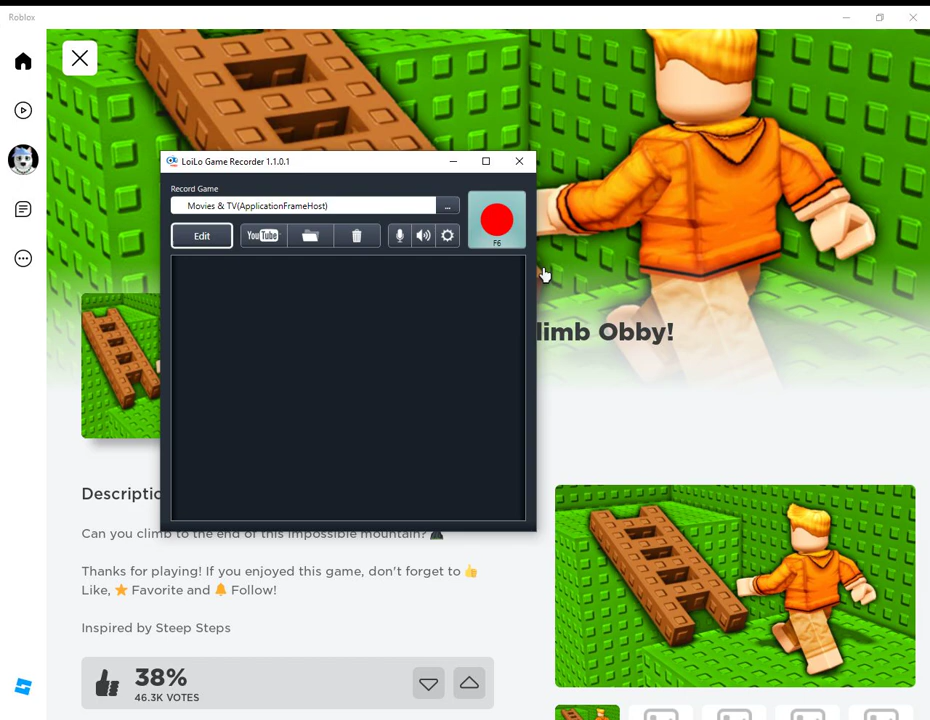 Roblox
LoiLo Game Recorder 1.1.0.1
Record Game
Movies & TV(ApplicationFrameHost)
...
Edit
YouTube
F6
limb Obby!
Descriptio
Can you climb to the end of this impossible mountain?
Thanks for playing! If you enjoyed this game, don't forget to
Like, Favorite and Follow!
Inspired by Steep Steps
38%
46.3K VOTES